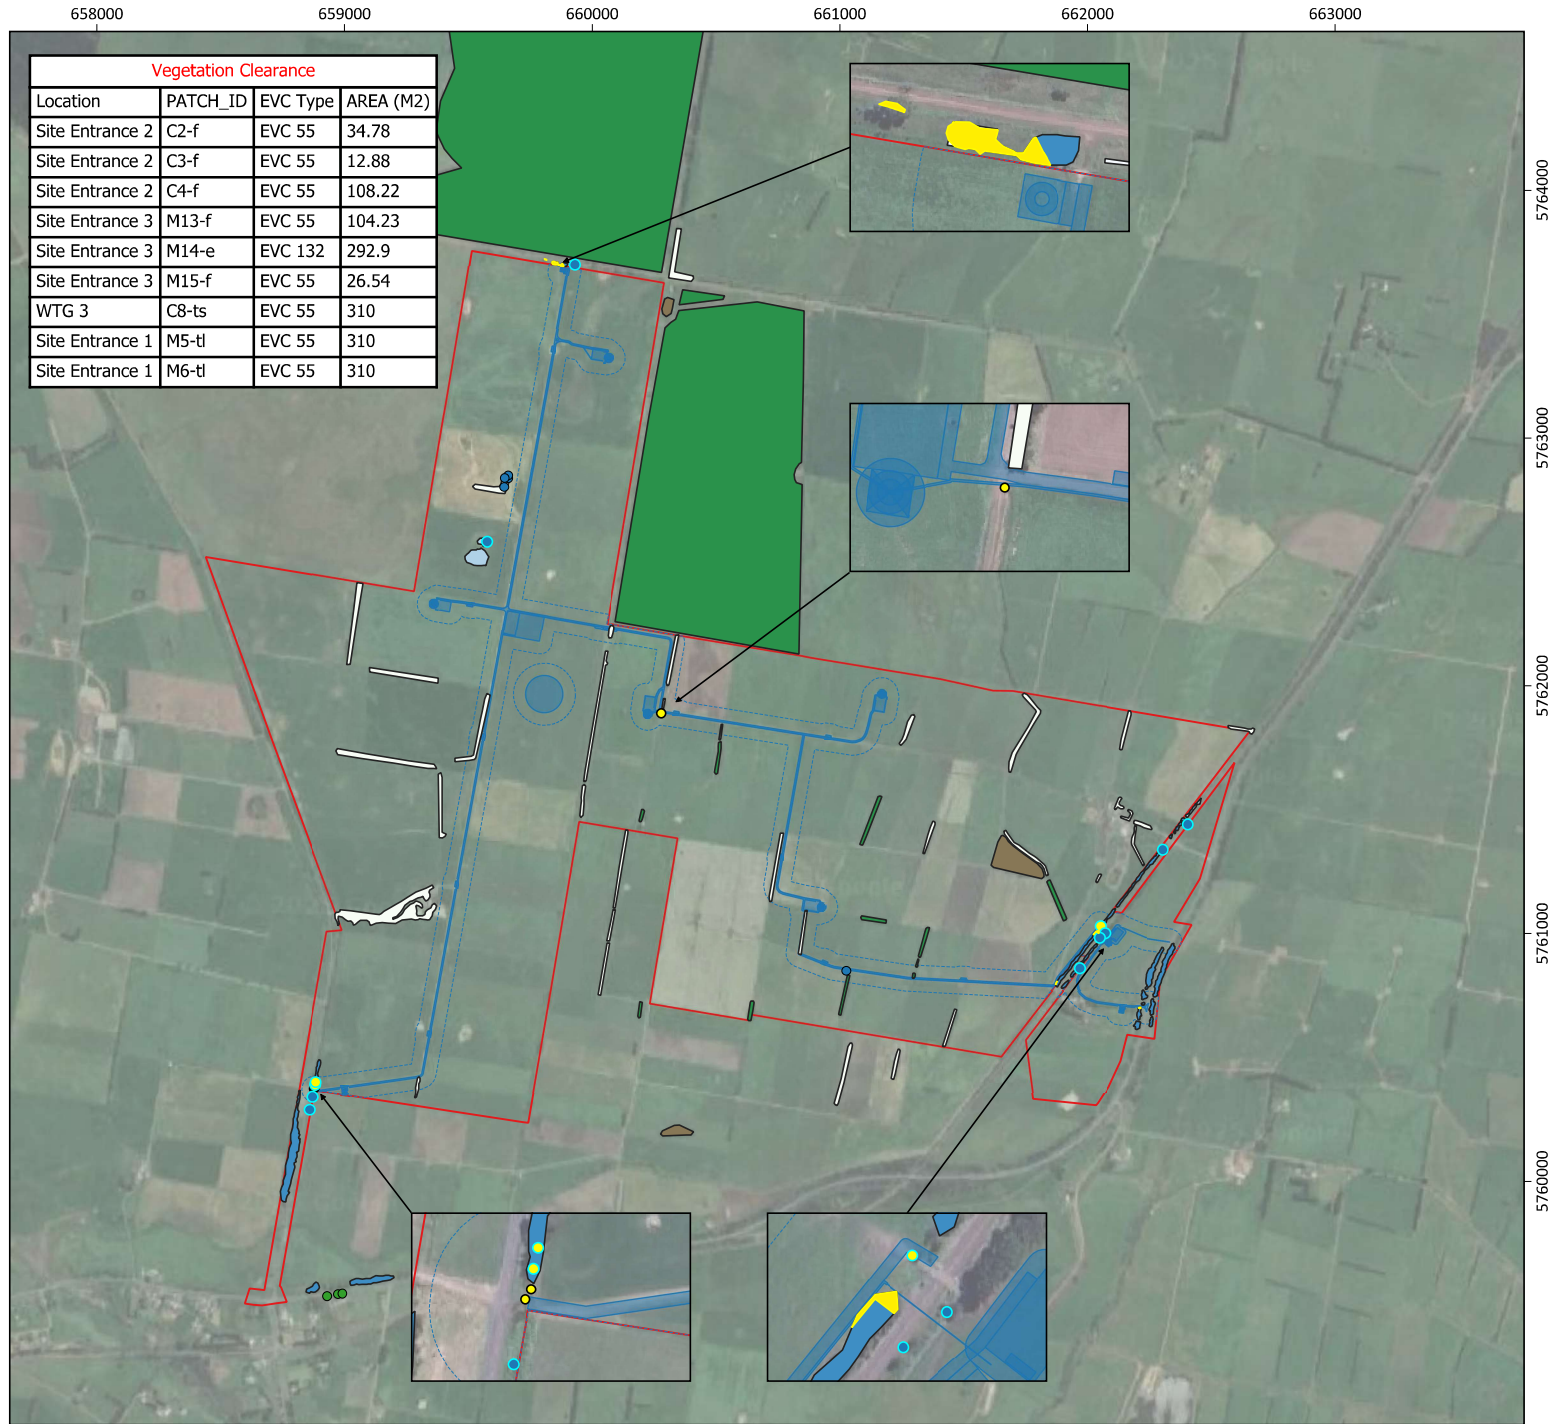 658000 659000 660000 661000 662000 663000
Vegetation Clearance
Location PATCH_ID EVC Type AREA (M2)
Site Entrance 2 C2-f EVC 55 34.78
Site Entrance 2 C3-f EVC 55 12.88
Site Entrance 2 C4-f EVC 55 108.22
Site Entrance 3 M13-f EVC 55 104.23
Site Entrance 3 M14-e EVC 132 292.9
Site Entrance 3 M15-f EVC 55 26.54
WTG 3 C8-ts EVC 55 310
Site Entrance 1 M5-tl EVC 55 310
Site Entrance 1 M6-tl EVC 55 310
5764000
5763000
5762000
5761000
5760000